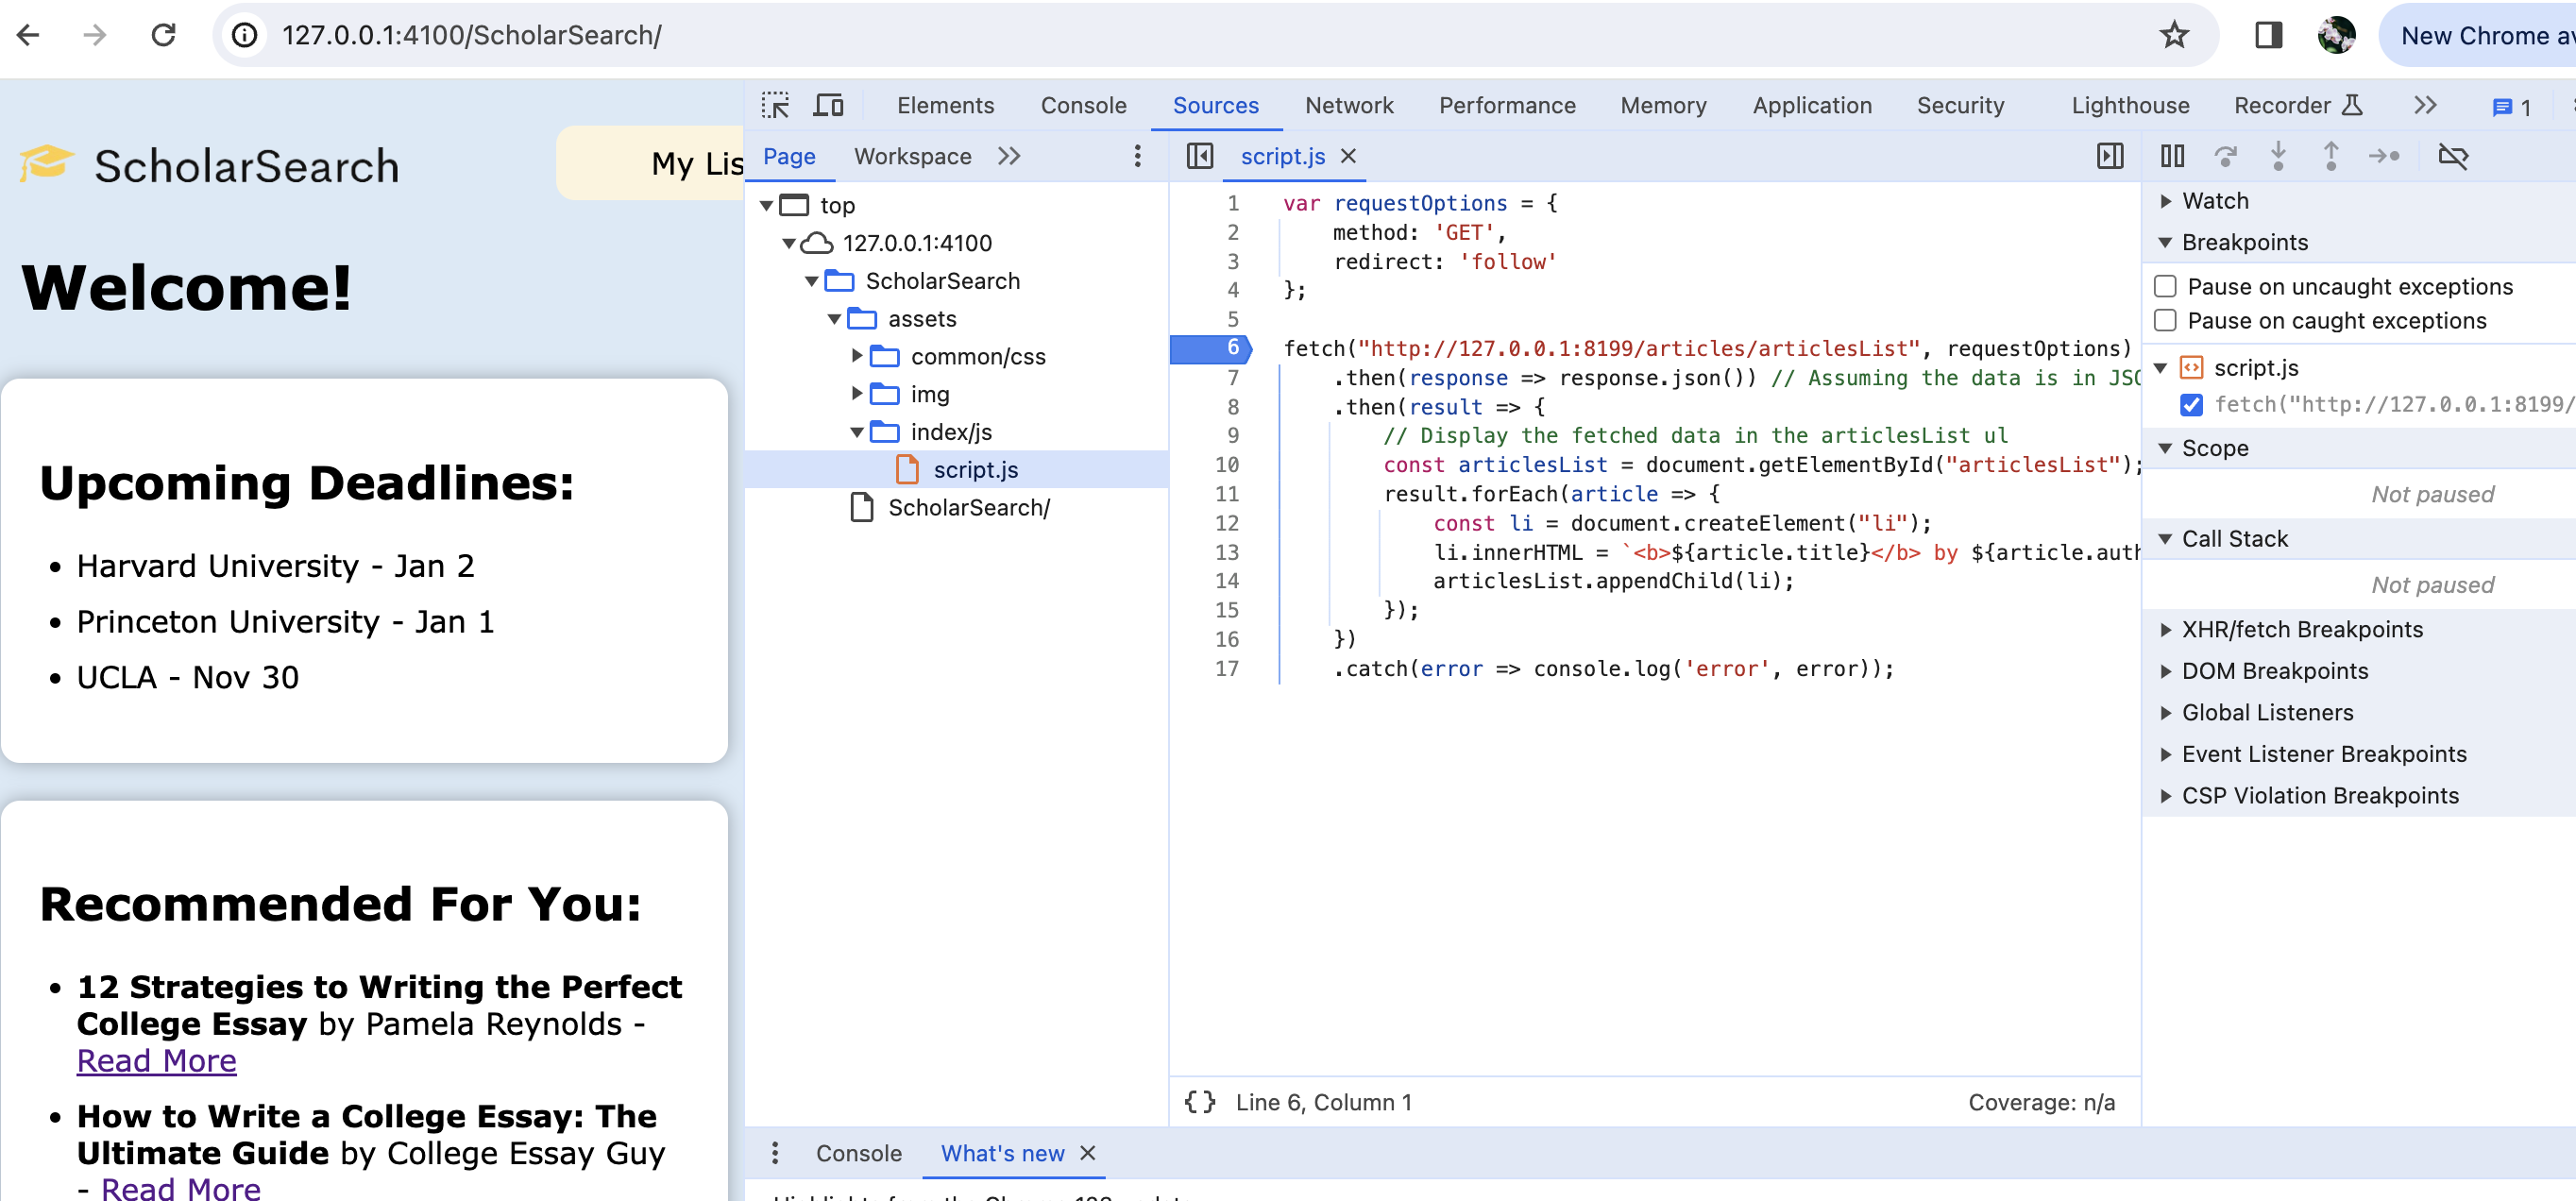 127.0.0.1:4100/ScholarSearch/
New Chrome av
ScholarSearch
My Lis
Welcome!
Upcoming Deadlines:
• Harvard University - Jan 2
• Princeton University - Jan 1
• UCLA - Nov 30
Recommended For You:
• 12 Strategies to Writing the Perfect
College Essay by Pamela Reynolds -
Read More
• How to Write a College Essay: The
Ultimate Guide by College Essay Guy
- Read More
Elements Console Sources Network Performance Memory Application Security Lighthouse Recorder 1
Page Workspace
top
127.0.0.1:4100
ScholarSearch
assets
common/css
img
index/js
script.js
ScholarSearch/
script.js
1 var requestOptions = {
2 method: 'GET',
3 redirect: 'follow'
4 };
5
6 fetch("http://127.0.0.1:8199/articles/articlesList", requestOptions)
7 .then(response => response.json()) // Assuming the data is in JSO
8 .then(result => {
9 // Display the fetched data in the articlesList ul
10 const articlesList = document.getElementById("articlesList");
11 result.forEach(article => {
12 const li = document.createElement("li");
13 li.innerHTML = `<b>${article.title}</b> by ${article.auth
14 articlesList.appendChild(li);
15 });
16 })
17 .catch(error => console.log('error', error));
{ } Line 6, Column 1
Coverage: n/a
Watch
Breakpoints
Pause on uncaught exceptions
Pause on caught exceptions
script.js
fetch("http://127.0.0.1:8199/
Scope
Not paused
Call Stack
Not paused
XHR/fetch Breakpoints
DOM Breakpoints
Global Listeners
Event Listener Breakpoints
CSP Violation Breakpoints
Console What's new